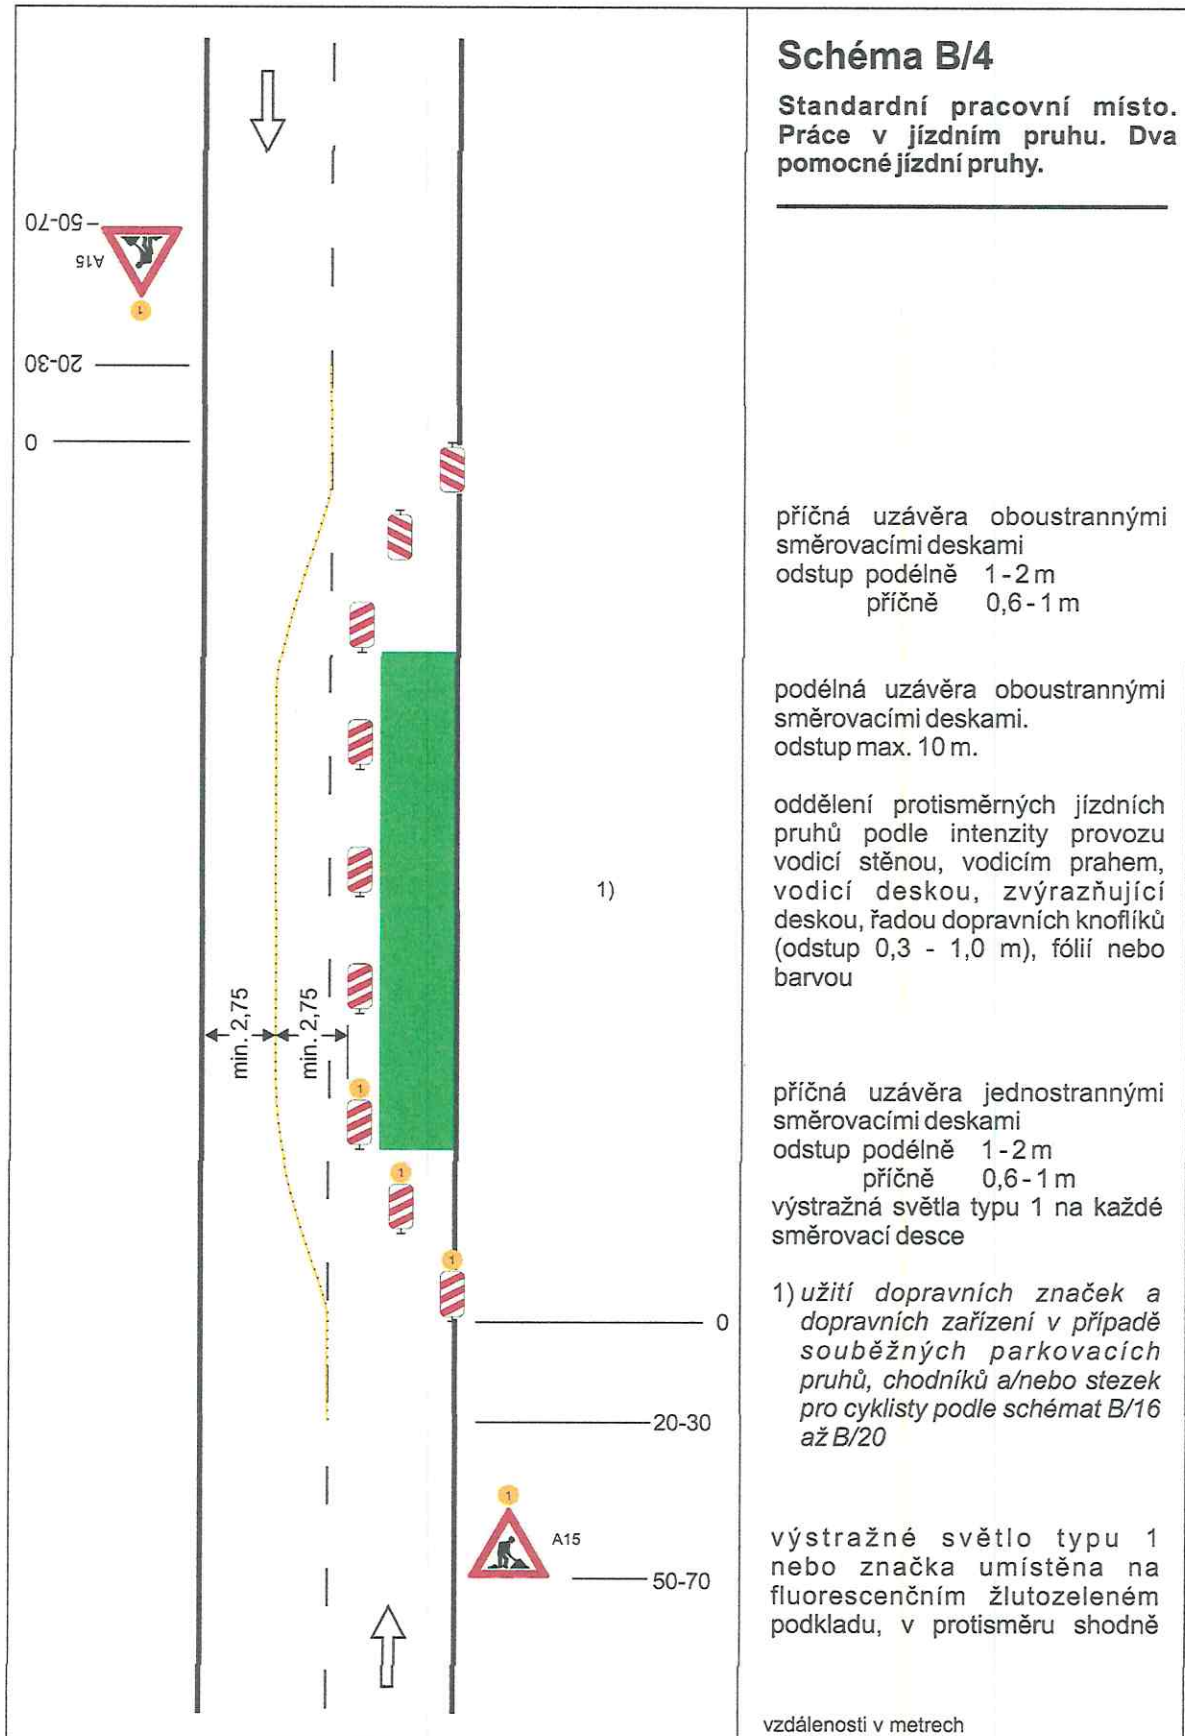 Schéma B/4
Standardní pracovní místo.
Práce v jízdním pruhu. Dva
pomocné jízdní pruhy.
50-70
A15
1
20-30
0
příčná uzávěra oboustrannými
směrovacími deskami
odstup podélně 1-2 m
příčně 0,6-1 m
podélná uzávěra oboustrannými
směrovacími deskami.
odstup max. 10 m.
oddělení protisměrných jízdních
pruhů podle intenzity provozu
vodicí stěnou, vodicím prahem,
vodicí deskou, zvýrazňující
deskou, řadou dopravních knoflíků
(odstup 0,3 - 1,0 m), fólií nebo
barvou
1)
min. 2,75
min. 2,75
1
1
1
příčná uzávěra jednostrannými
směrovacími deskami
odstup podélně 1-2 m
příčně 0,6-1 m
výstražná světla typu 1 na každé
směrovací desce
0
1) užití dopravních značek a
dopravních zařízení v případě
souběžných parkovacích
pruhů, chodníků a/nebo stezek
pro cyklisty podle schémat B/16
až B/20
20-30
1
A15
50-70
výstražné světlo typu 1
nebo značka umístěna na
fluorescenčním žlutozeleném
podkladu, v protisměru shodně
vzdálenosti v metrech